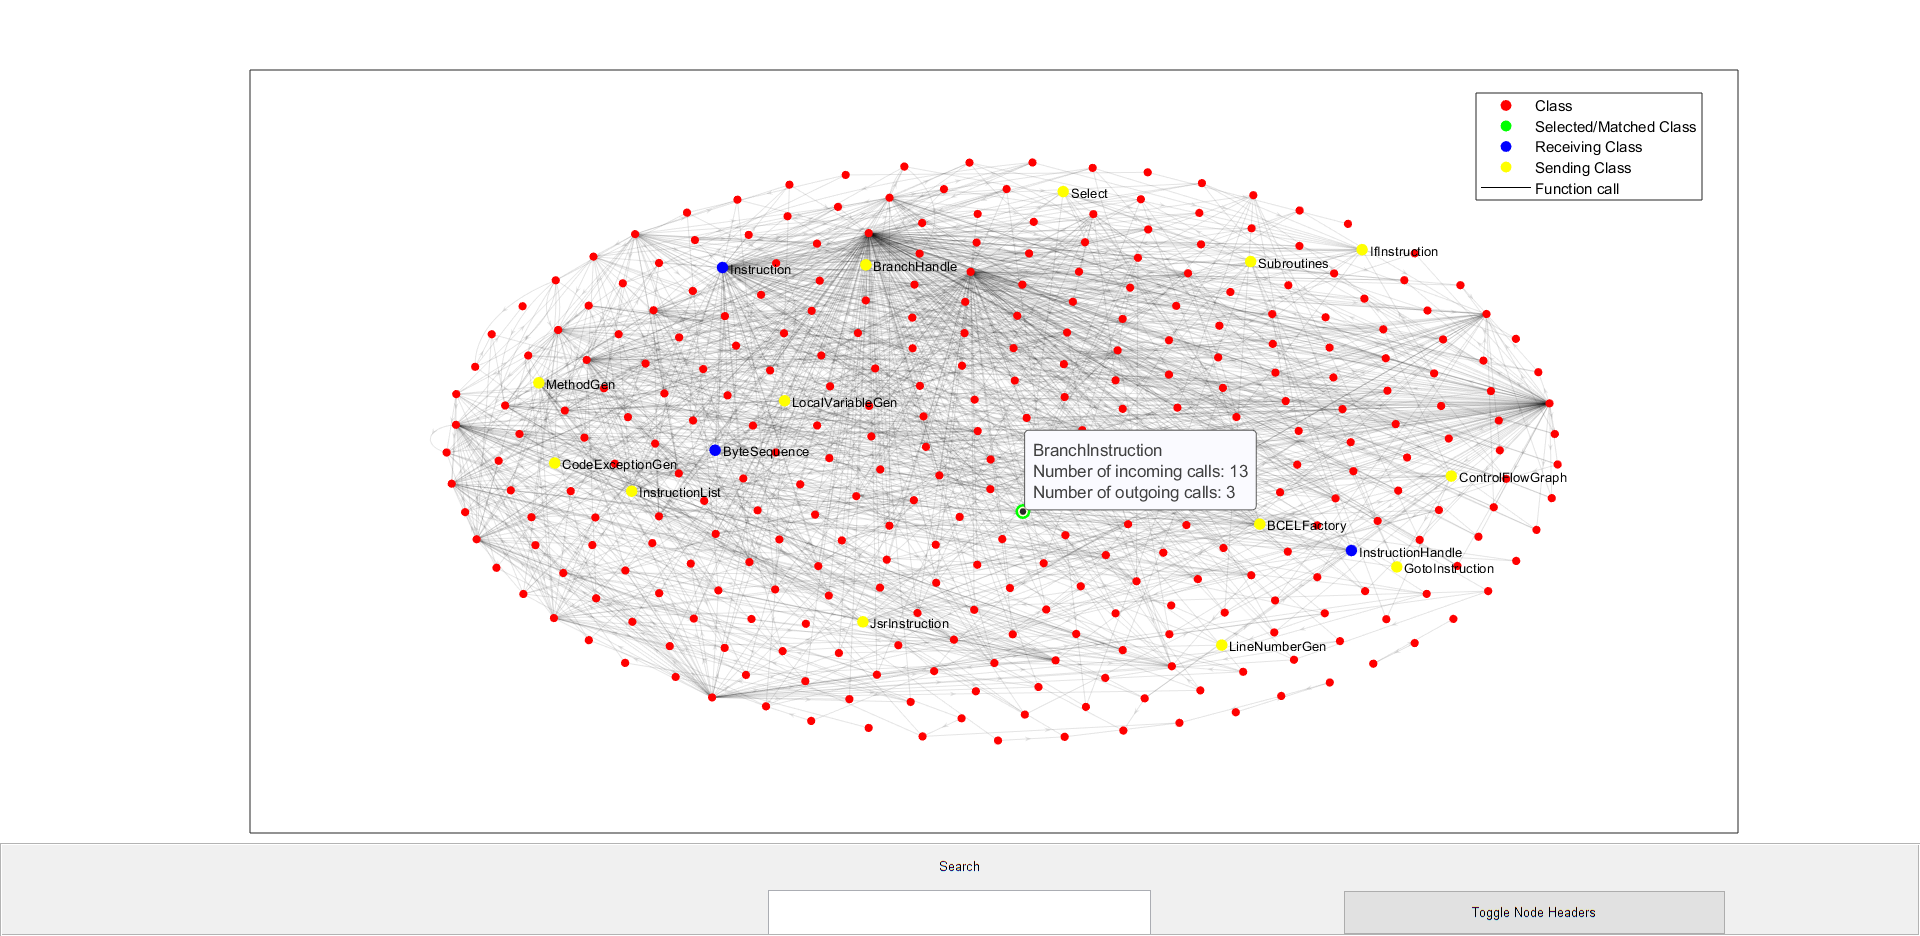 Class
Selected/Matched Class
Receiving Class
Sending Class
Function call
Select
IfInstruction
Subroutines
BranchHandle
Instruction
MethodGen
LocalVariableGen
ByteSequence
CodeExceptionGen
InstructionList
BranchInstruction
Number of incoming calls: 13
Number of outgoing calls: 3
ControlFlowGraph
BCELFactory
InstructionHandle
GotoInstruction
JsrInstruction
LineNumberGen
Search
Toggle Node Headers